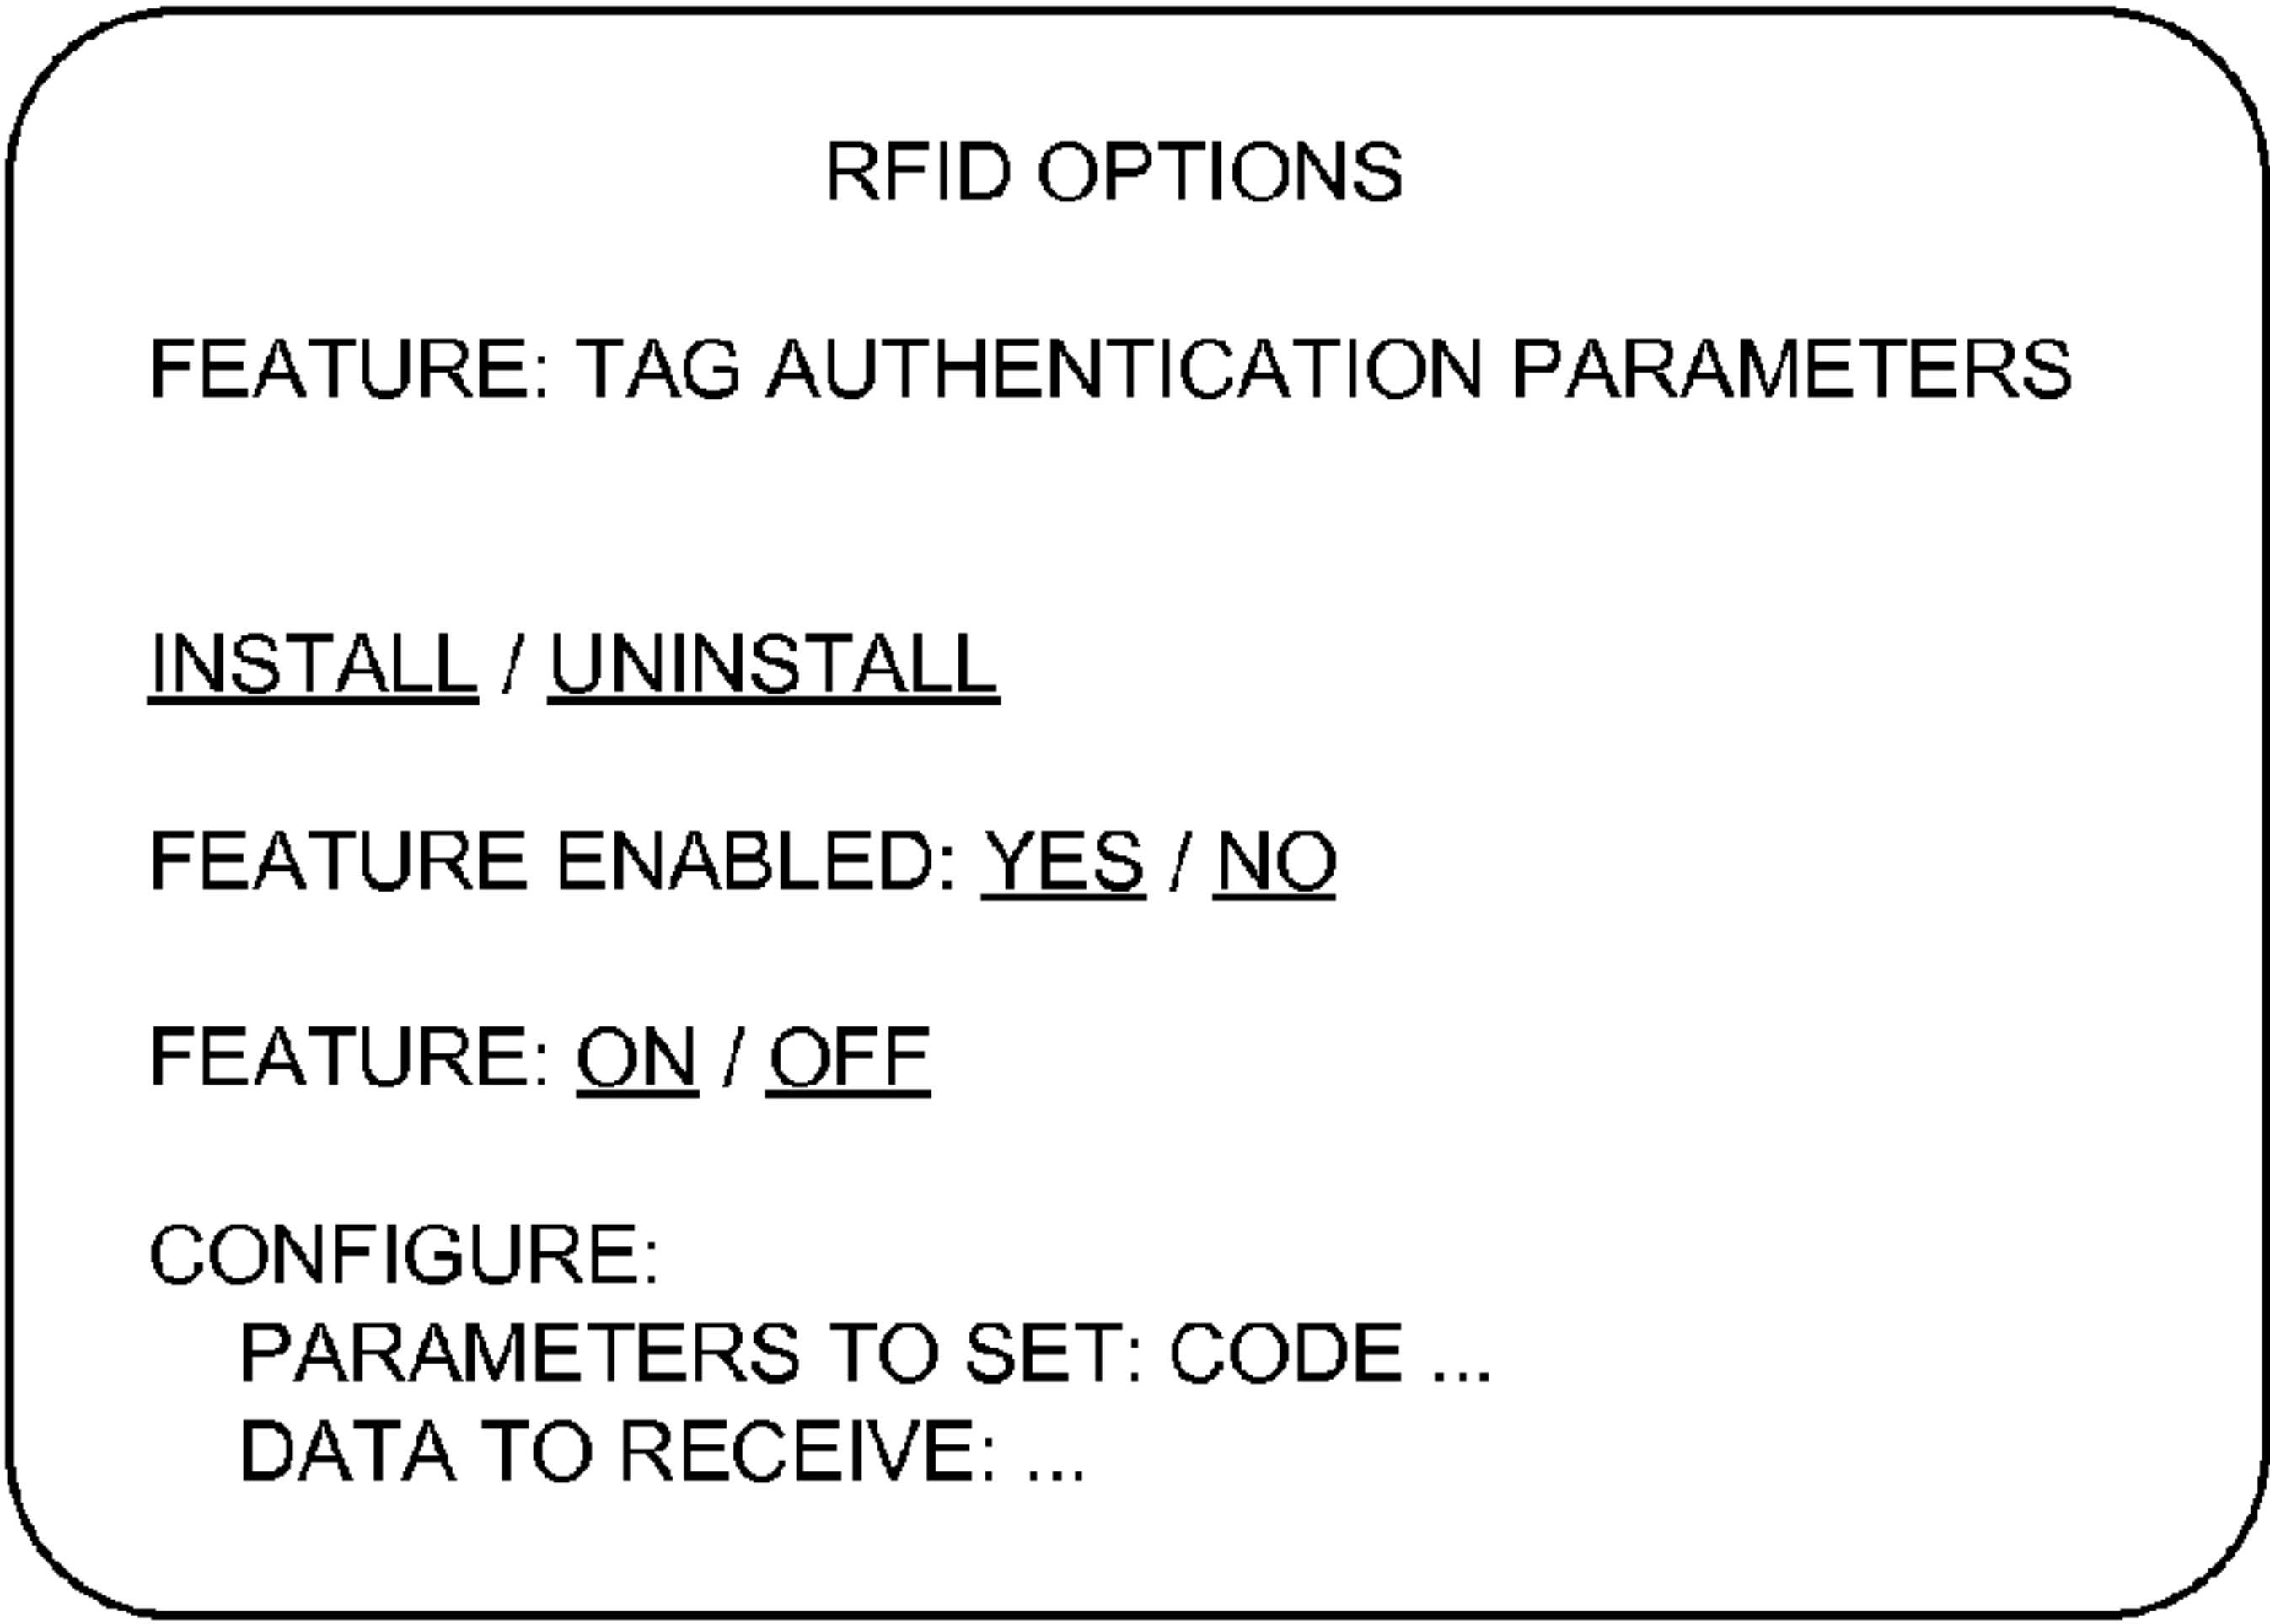 RFID OPTIONS
FEATURE: TAG AUTHENTICATION PARAMETERS
INSTALL / UNINSTALL
FEATURE ENABLED: YES / NO
FEATURE: ON / OFF
CONFIGURE:
PARAMETERS TO SET: CODE ...
DATA TO RECEIVE: ...